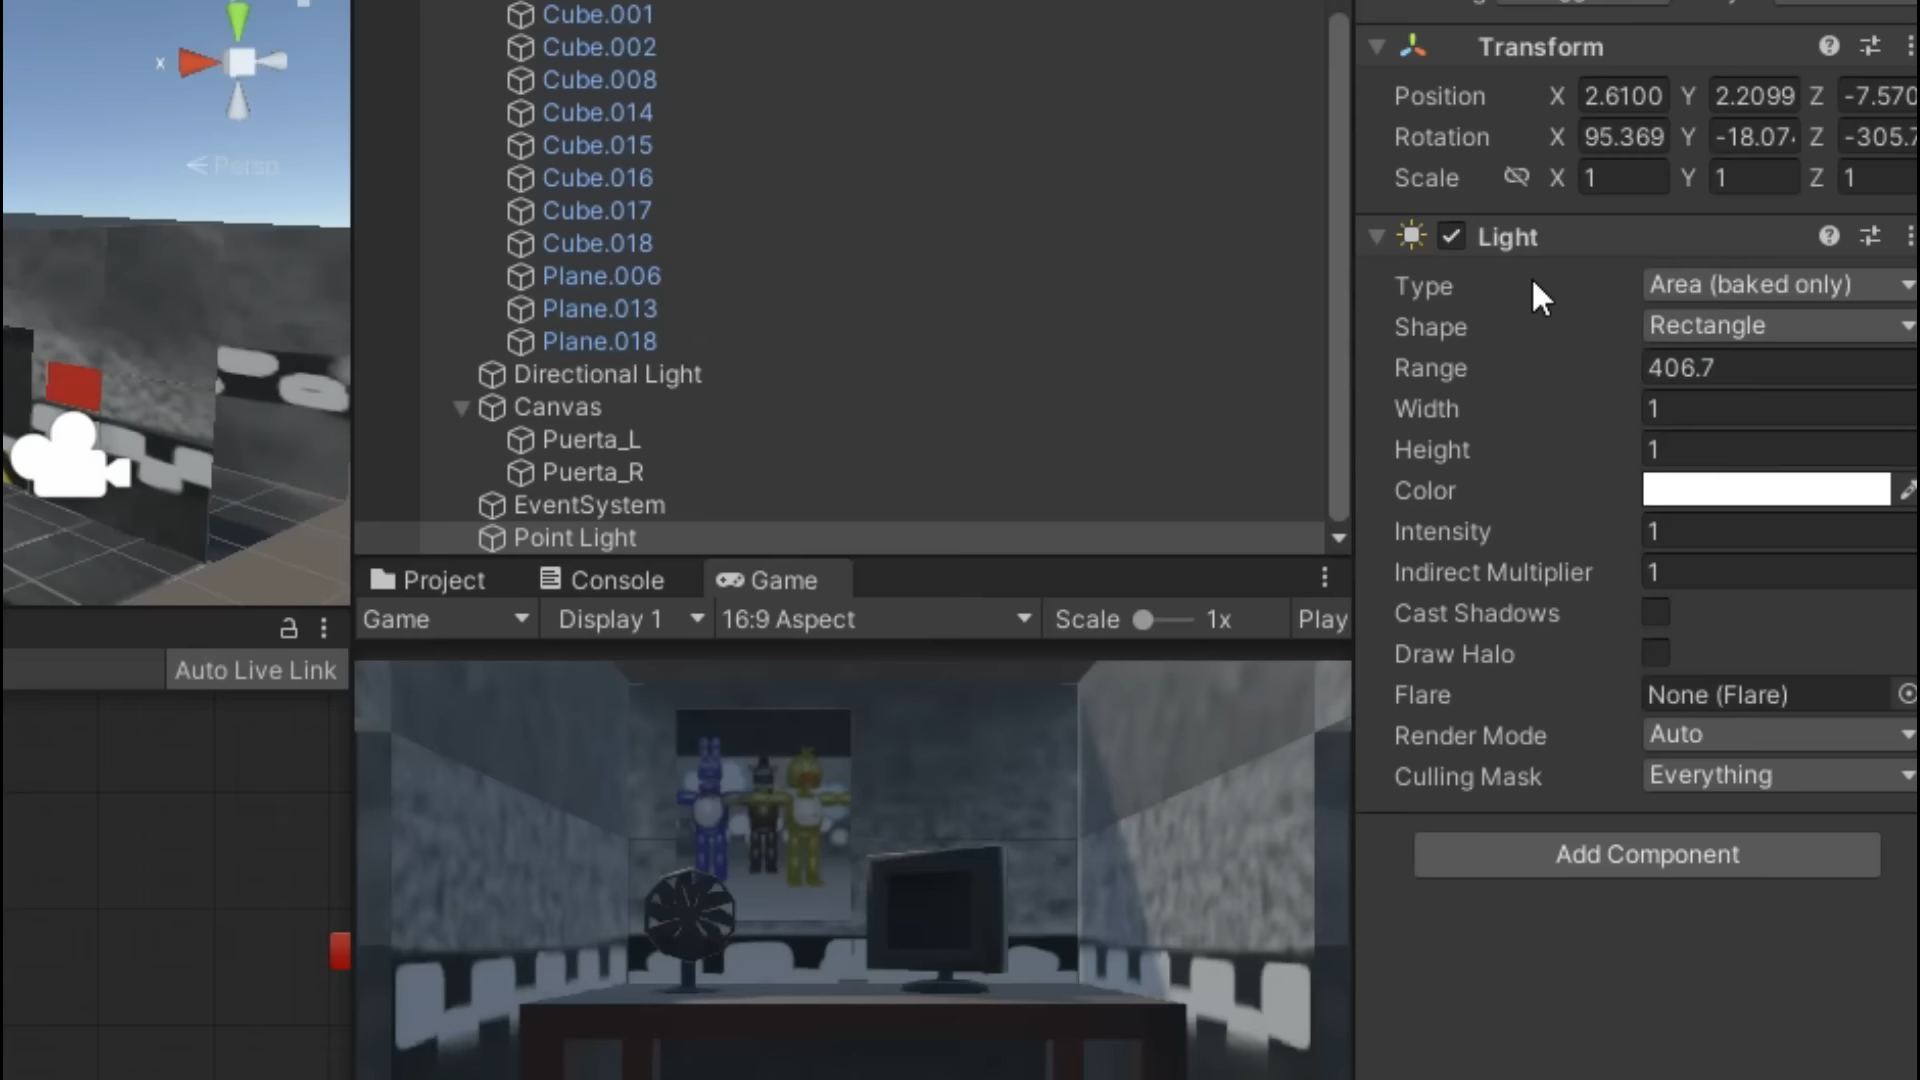 x
Persp
Auto Live Link
Cube.001
Cube.002
Cube.008
Cube.014
Cube.015
Cube.016
Cube.017
Cube.018
Plane.006
Plane.013
Plane.018
Directional Light
Canvas
Puerta_L
Puerta_R
EventSystem
Point Light
Project Console Game
Game Display 1 16:9 Aspect Scale 1x Play
Transform
Position X 2.6100 Y 2.2099 Z -7.570
Rotation X 95.369 Y -18.07 Z -305.7
Scale X 1 Y 1 Z 1
Light
Type Area (baked only)
Shape Rectangle
Range 406.7
Width 1
Height 1
Color
Intensity 1
Indirect Multiplier 1
Cast Shadows
Draw Halo
Flare None (Flare)
Render Mode Auto
Culling Mask Everything
Add Component